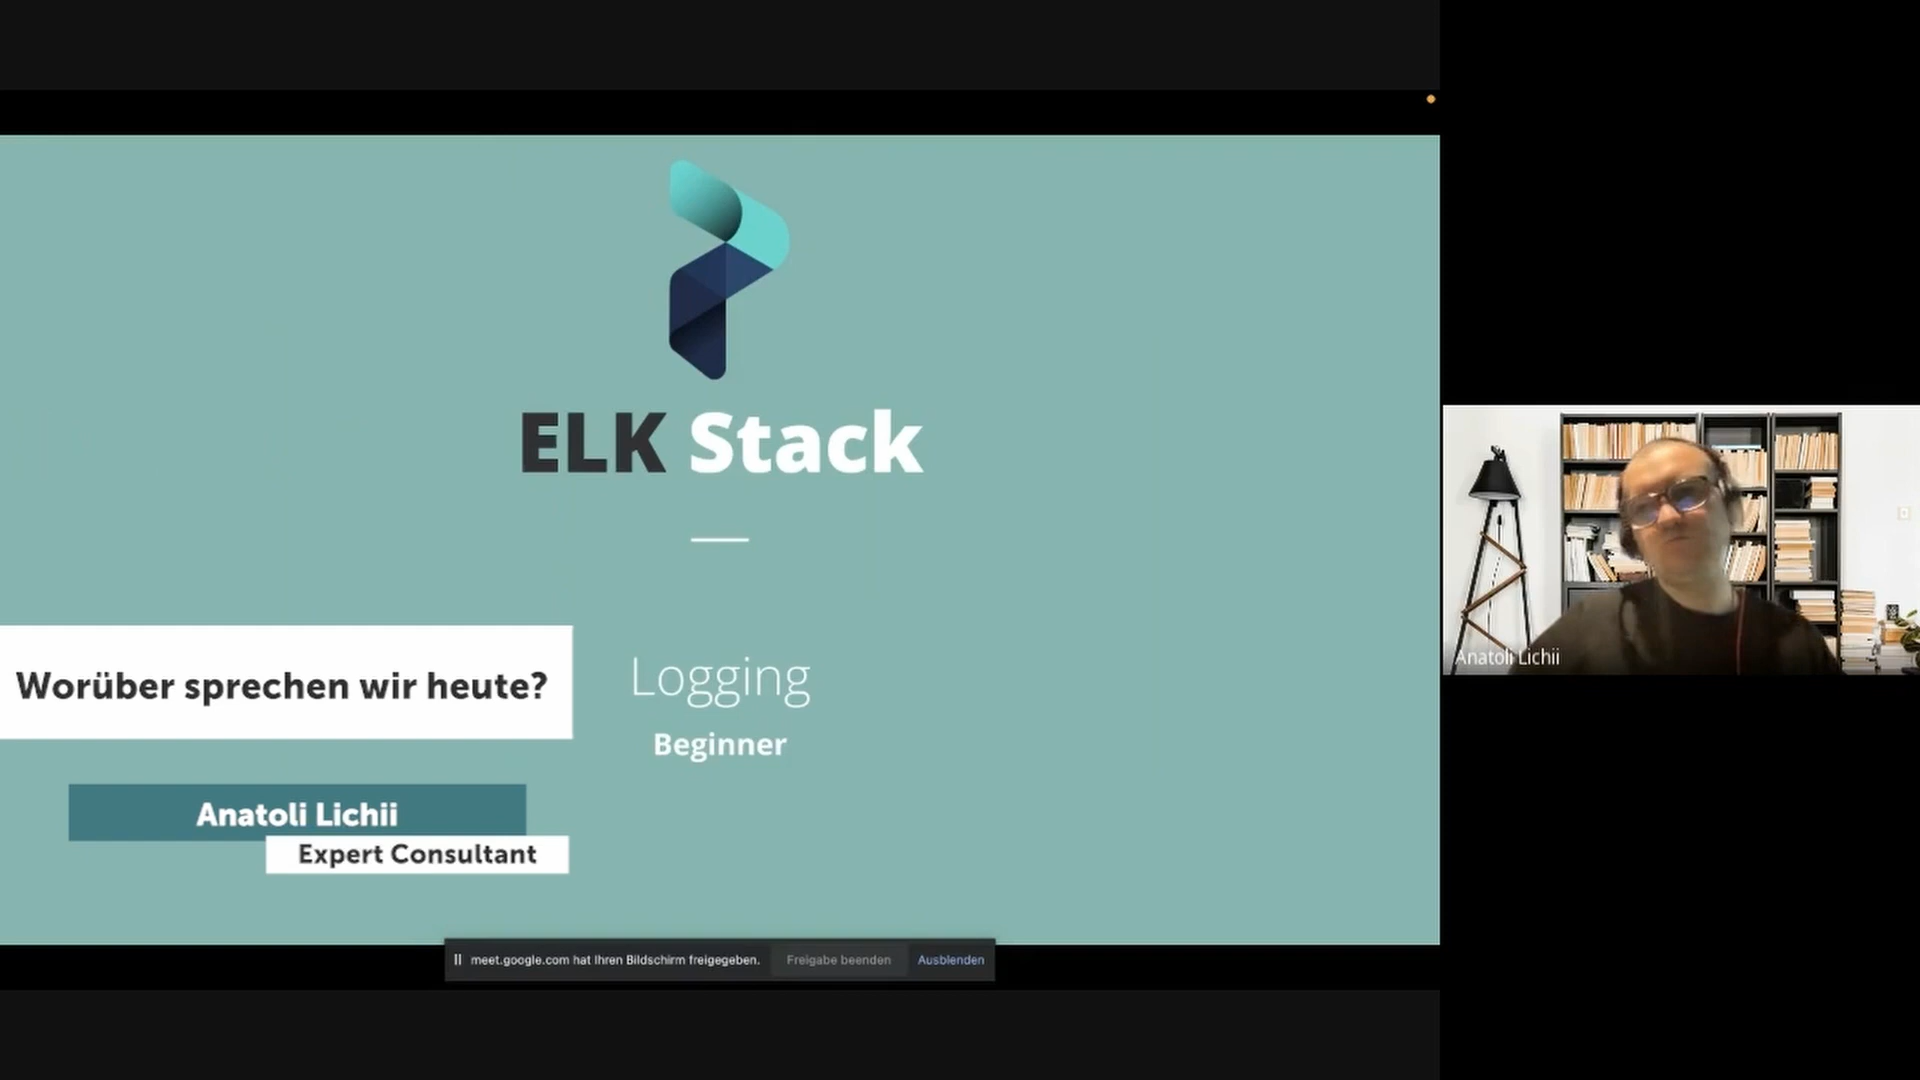 ELK Stack
Worüber sprechen wir heute?
Logging
Beginner
Anatoli Lichii
Expert Consultant
meet.google.com hat Ihren Bildschirm freigegeben.
Freigabe beenden
Ausblenden
Anatoli Lichii